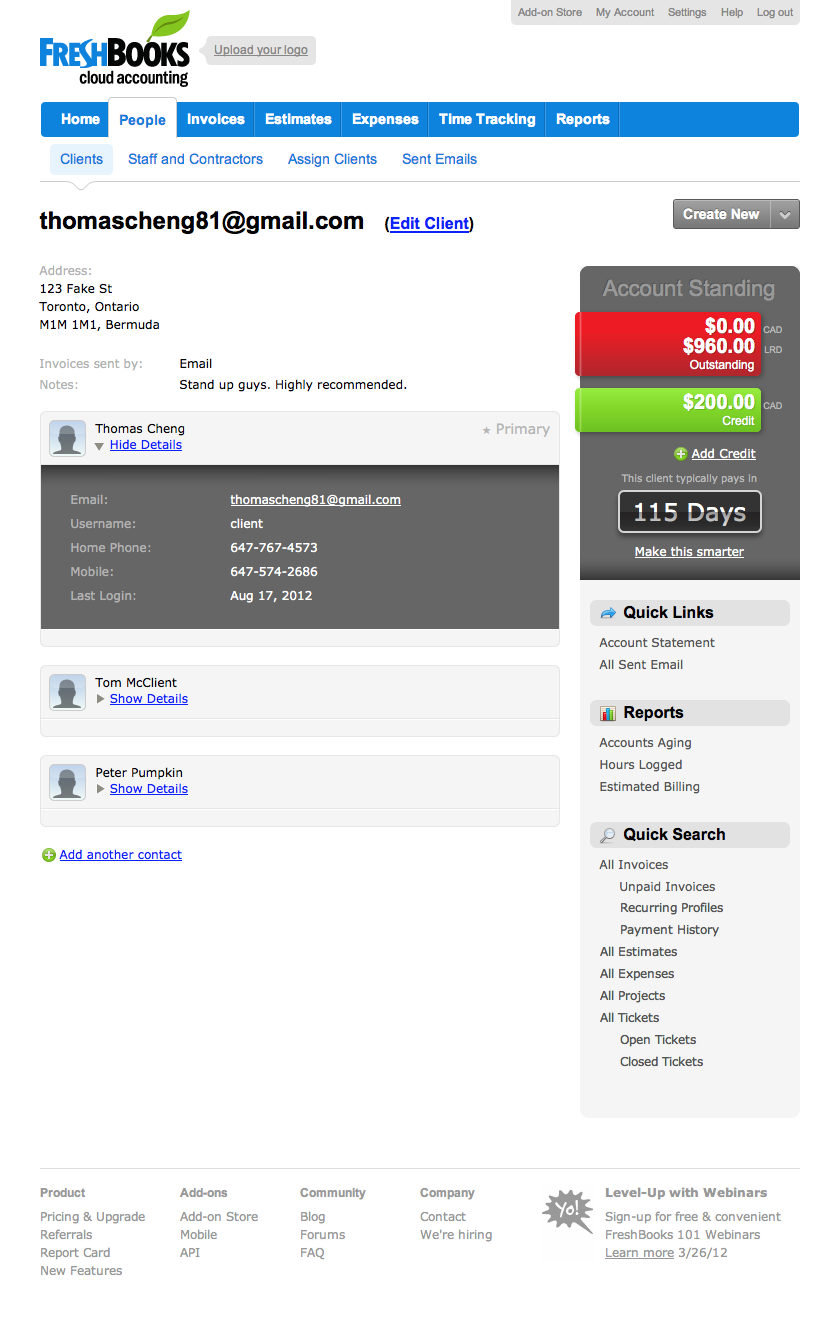 Add-on Store My Account Settings Help Log out
FRESHBOOKS
cloud accounting
Upload your logo
Home People Invoices Estimates Expenses Time Tracking Reports
Clients Staff and Contractors Assign Clients Sent Emails
thomascheng81@gmail.com (Edit Client)
Create New
Address:
123 Fake St
Toronto, Ontario
M1M 1M1, Bermuda
Invoices sent by: Email
Notes: Stand up guys. Highly recommended.
Thomas Cheng
Hide Details
★ Primary
Email: thomascheng81@gmail.com
Username: client
Home Phone: 647-767-4573
Mobile: 647-574-2686
Last Login: Aug 17, 2012
Tom McClient
Show Details
Peter Pumpkin
Show Details
Add another contact
Account Standing
$0.00 CAD
$960.00 LRD
Outstanding
$200.00 CAD
Credit
Add Credit
This client typically pays in
115 Days
Make this smarter
Quick Links
Account Statement
All Sent Email
Reports
Accounts Aging
Hours Logged
Estimated Billing
Quick Search
All Invoices
Unpaid Invoices
Recurring Profiles
Payment History
All Estimates
All Expenses
All Projects
All Tickets
Open Tickets
Closed Tickets
Product
Pricing & Upgrade
Referrals
Report Card
New Features
Add-ons
Add-on Store
Mobile
API
Community
Blog
Forums
FAQ
Company
Contact
We're hiring
Yo!
Level-Up with Webinars
Sign-up for free & convenient
FreshBooks 101 Webinars
Learn more 3/26/12